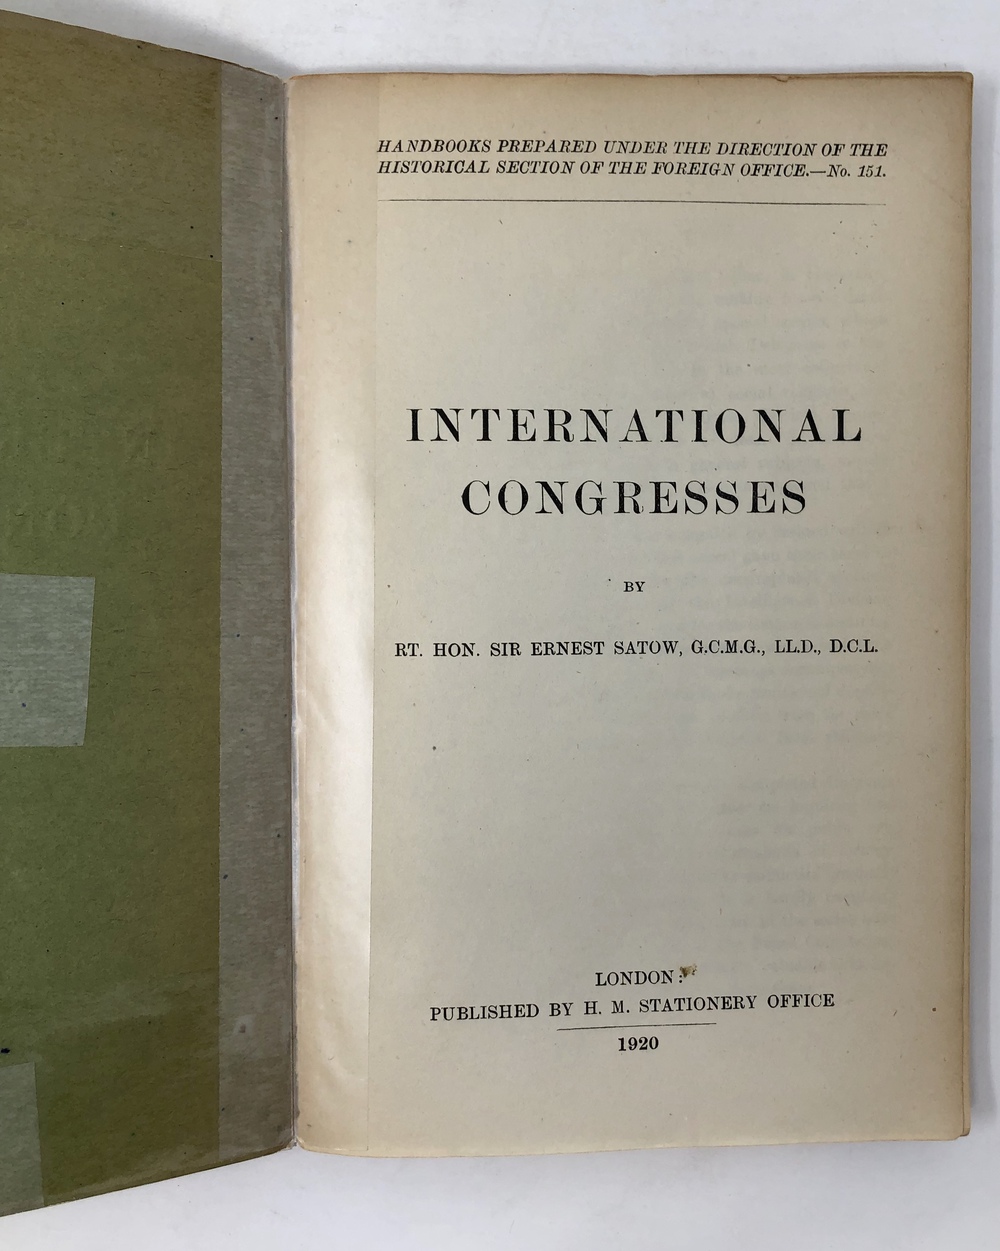 HANDBOOKS PREPARED UNDER THE DIRECTION OF THE
HISTORICAL SECTION OF THE FOREIGN OFFICE.—No. 151.
INTERNATIONAL
CONGRESSES
BY
RT. HON. SIR ERNEST SATOW, G.C.M.G., LL.D., D.C.L.
LONDON:
PUBLISHED BY H. M. STATIONERY OFFICE
1920